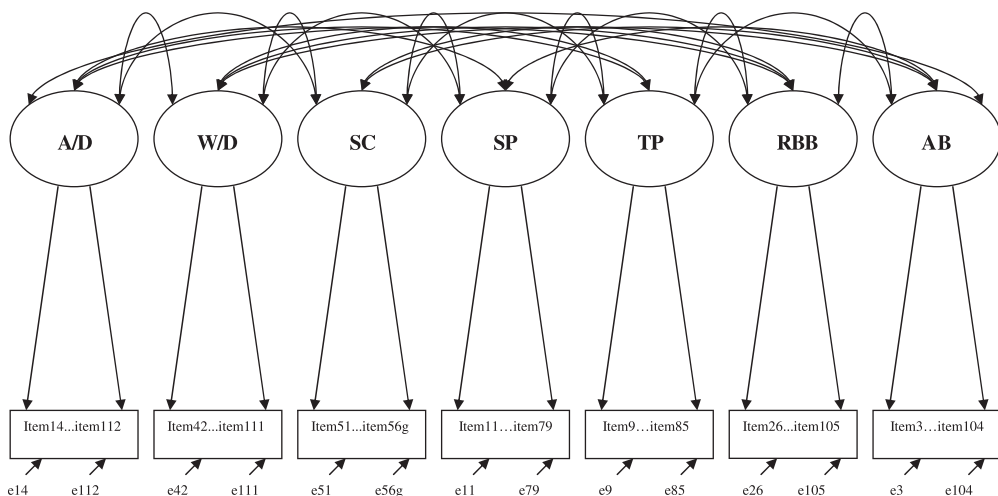 A/D W/D SC SP TP RBB AB
Item14...item112 Item42...item111 Item51...item56g Item11...item79 Item9...item85 Item26...item105 Item3...item104
e14 e112 e42 e111 e51 e56g e11 e79 e9 e85 e26 e105 e3 e104